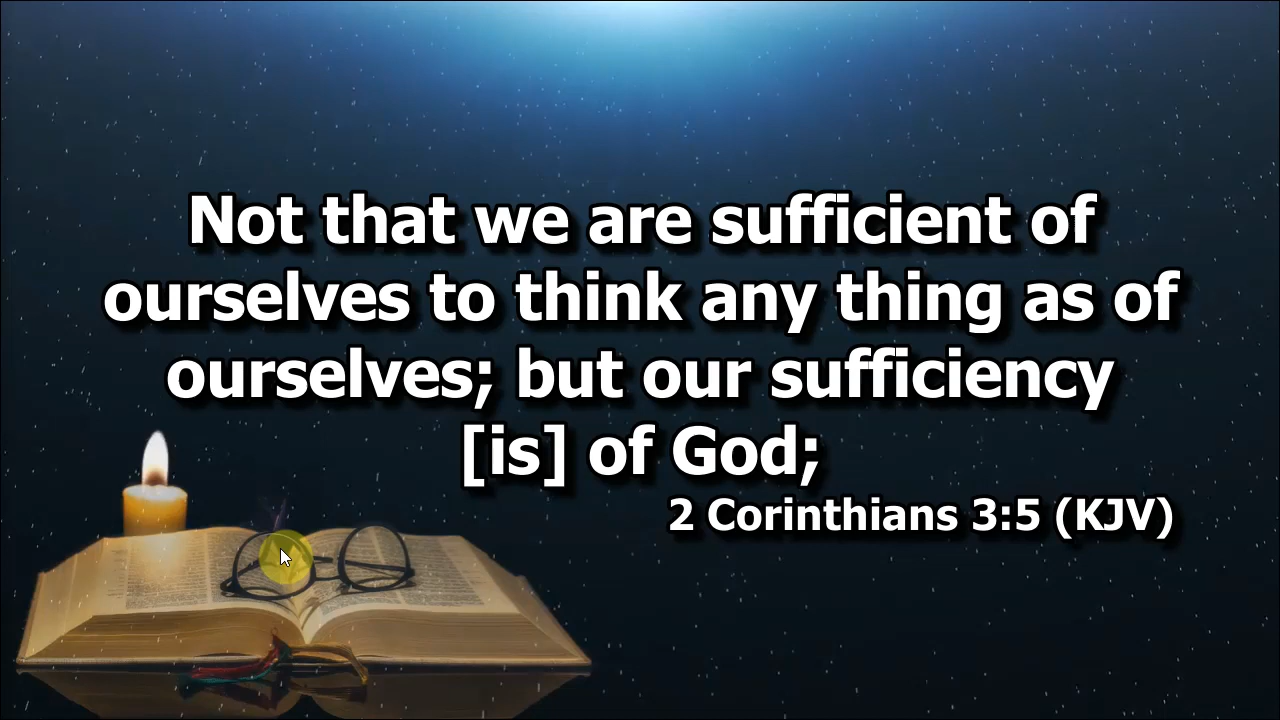 Not that we are sufficient of
ourselves to think any thing as of
ourselves; but our sufficiency
[is] of God;
2 Corinthians 3:5 (KJV)